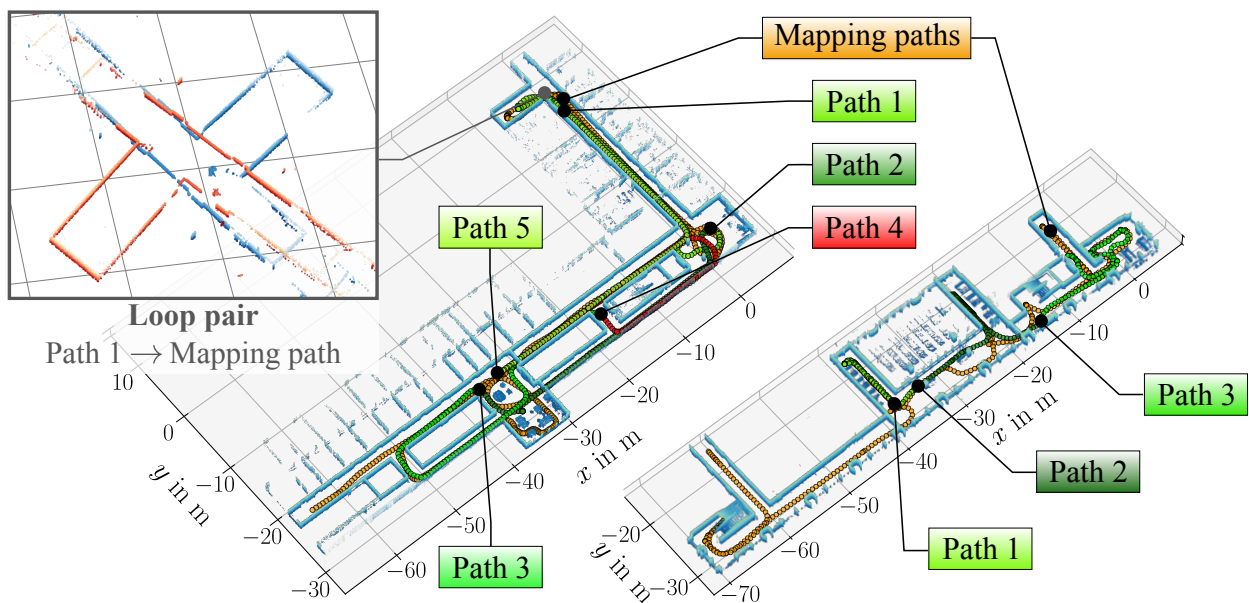 Mapping paths
Path 1
Path 2
Path 4
Path 5
Loop pair
Path 1 → Mapping path
10
0
−10
−20
−30
y in m
0
−10
−20
−30
−40
−50
−60
x in m
Path 3
0
−10
−20
−30
−40
−50
−60
−70
x in m
−20
−30
y in m
Path 3
Path 2
Path 1